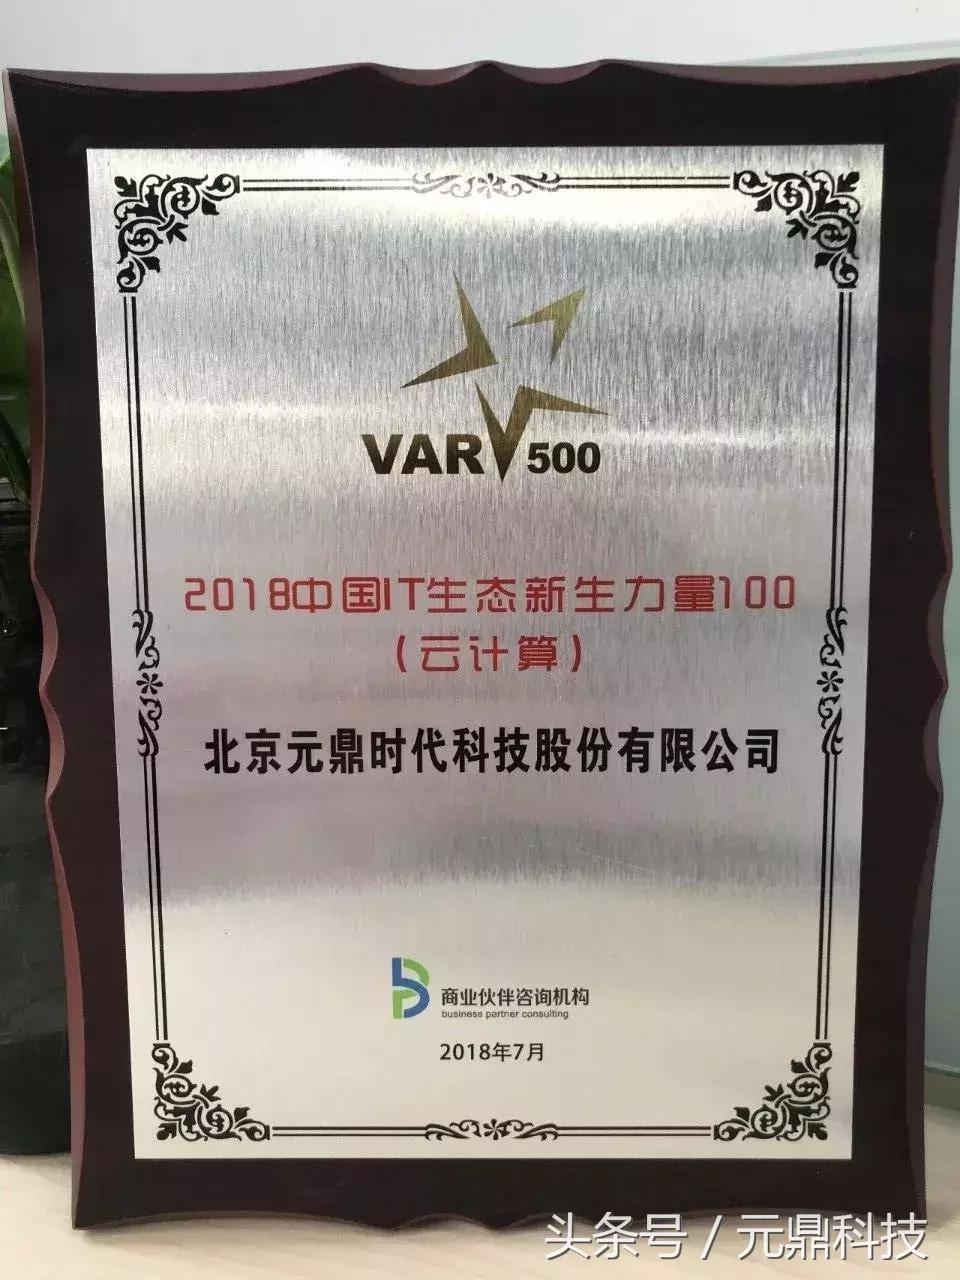 VAR 500
2018中国IT生态新生力量100
(云计算)
北京元鼎时代科技股份有限公司
bp 商业伙伴咨询机构
business partner consulting
2018年7月
头条号 / 元鼎科技